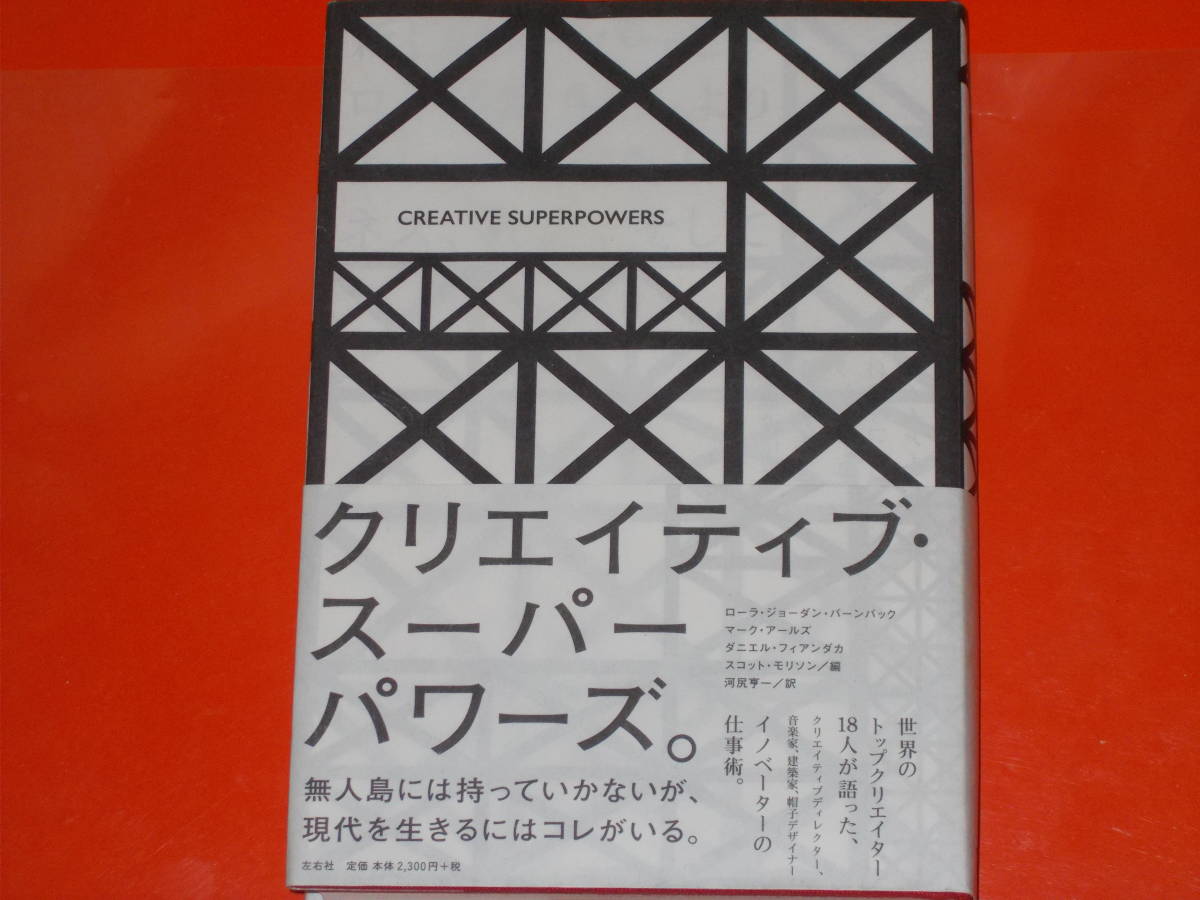 CREATIVE SUPERPOWERS
クリエイティブ・
スーパー
パワーズ。
ローラ・ジョーダン・バーンバック
マーク・アールズ
ダニエル・フィアンダカ
スコット・モリソン／編
河尻亨一／訳
世界の
トップクリエイター
18人が語った、
クリエイティブディレクター、
音楽家、建築家、帽子デザイナー
イノベーターの
仕事術。
無人島には持っていかないが、
現代を生きるにはコレがいる。
左右社 定価 本体2,300円+税